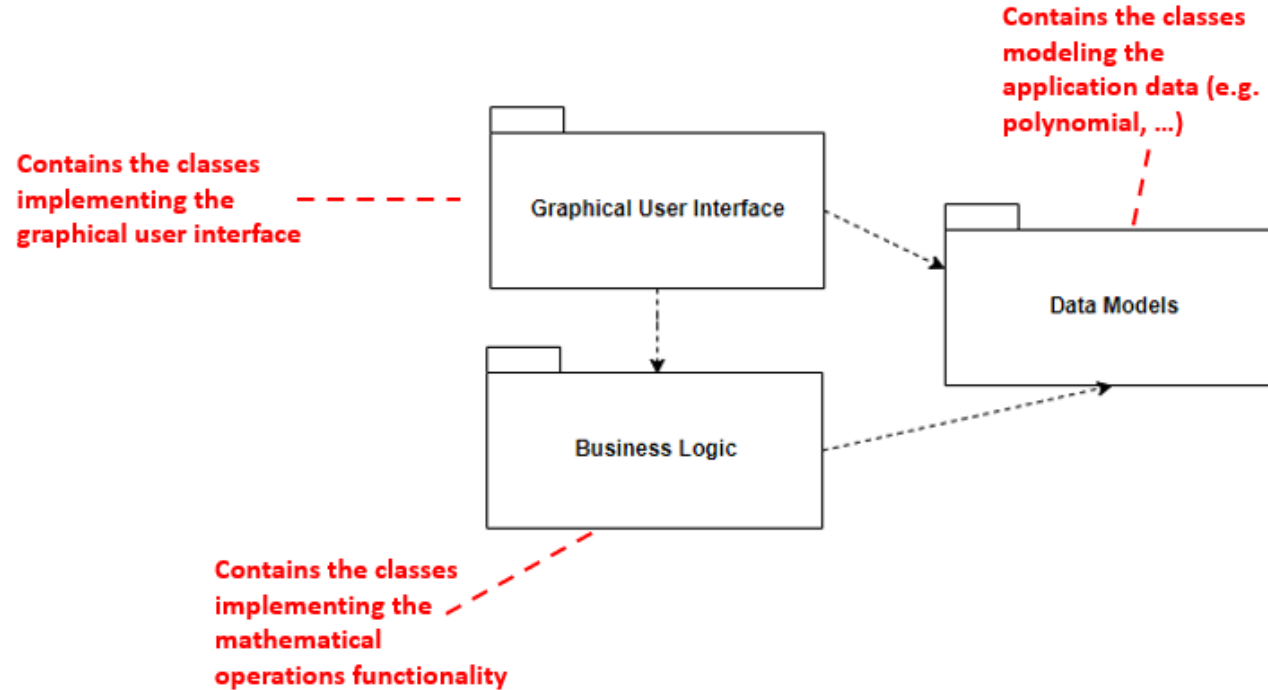 Contains the classes
modeling the
application data (e.g.
polynomial, ...)
Contains the classes
implementing the
graphical user interface
Graphical User Interface
Data Models
Business Logic
Contains the classes
implementing the
mathematical
operations functionality